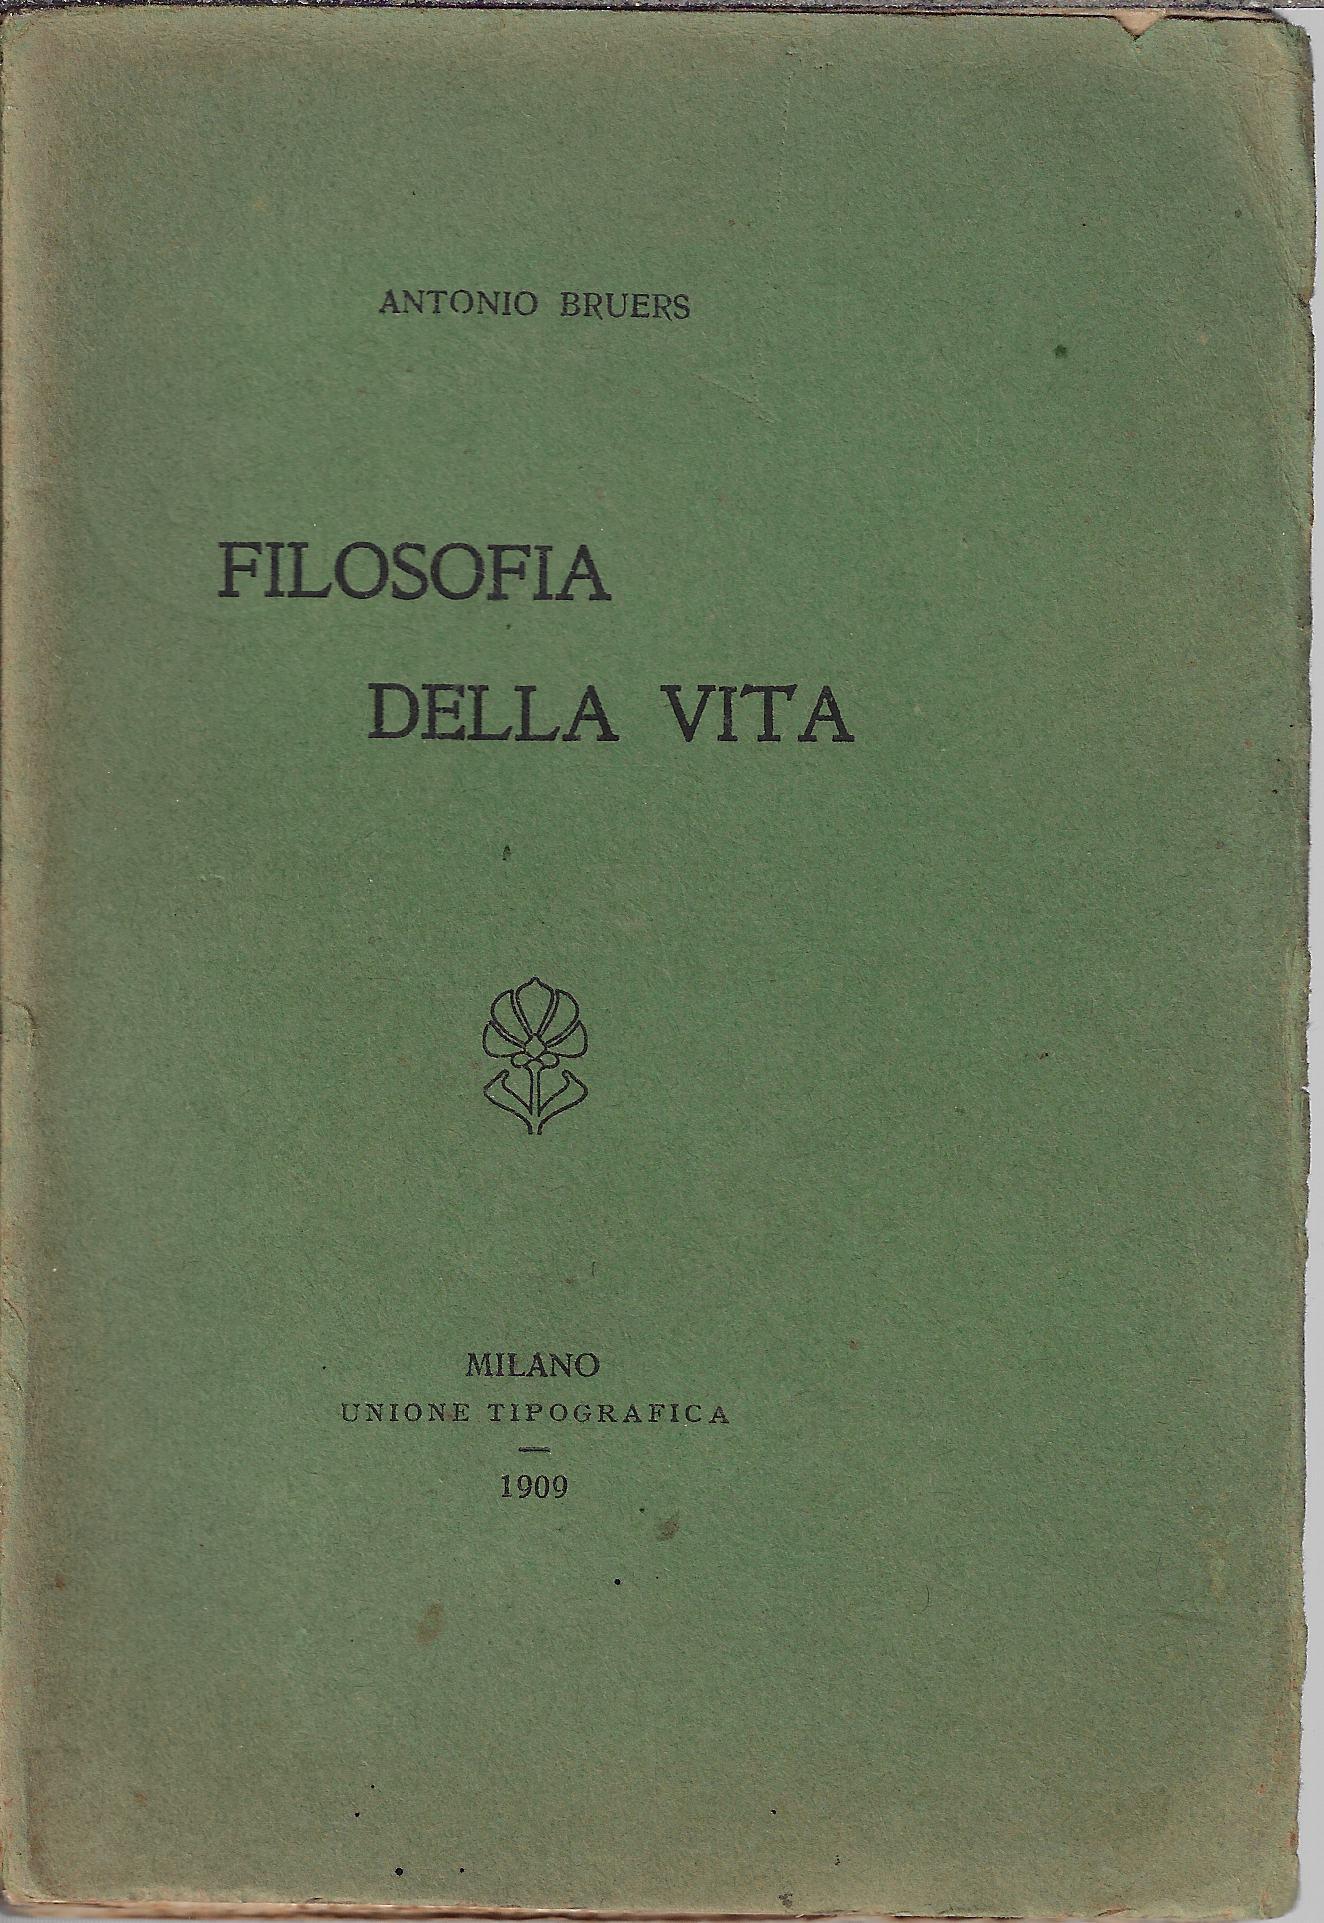 ANTONIO BRUERS
FILOSOFIA
DELLA VITA
MILANO
UNIONE TIPOGRAFICA
1909